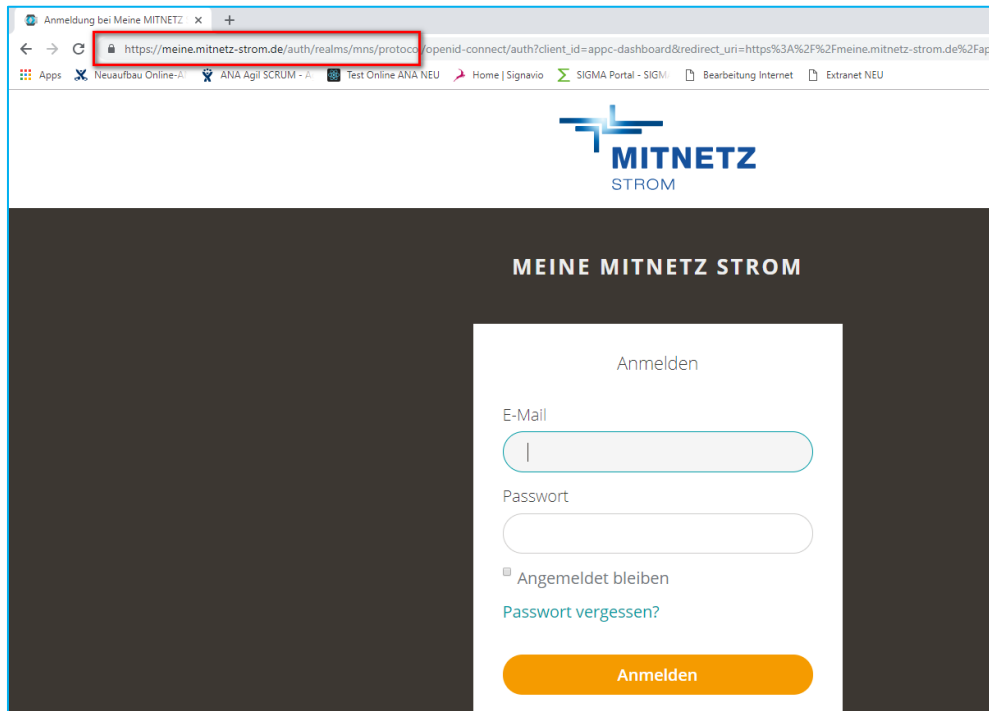 Anmeldung bei Meine MITNETZ
https://meine.mitnetz-strom.de/auth/realms/mns/protocol/openid-connect/auth?client_id=appc-dashboard&redirect_uri=https%3A%2F%2Fmeine.mitnetz-strom.de%2Fap
Apps Neuaufbau Online-A ANA Agil SCRUM - A Test Online ANA NEU Home | Signavio SIGMA Portal - SIGM Bearbeitung Internet Extranet NEU
MITNETZ
STROM
MEINE MITNETZ STROM
Anmelden
E-Mail
Passwort
Angemeldet bleiben
Passwort vergessen?
Anmelden